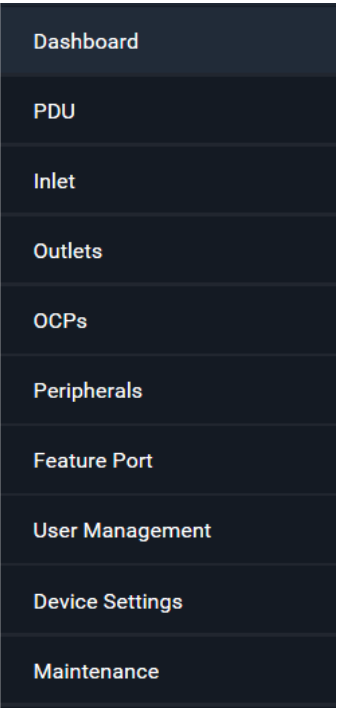 Dashboard
PDU
Inlet
Outlets
OCPs
Peripherals
Feature Port
User Management
Device Settings
Maintenance